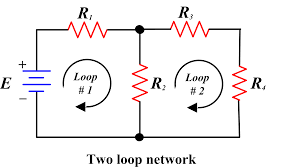 R1 R3
+
E
−
Loop
# 1
R2
Loop
# 2
R4
Two loop network